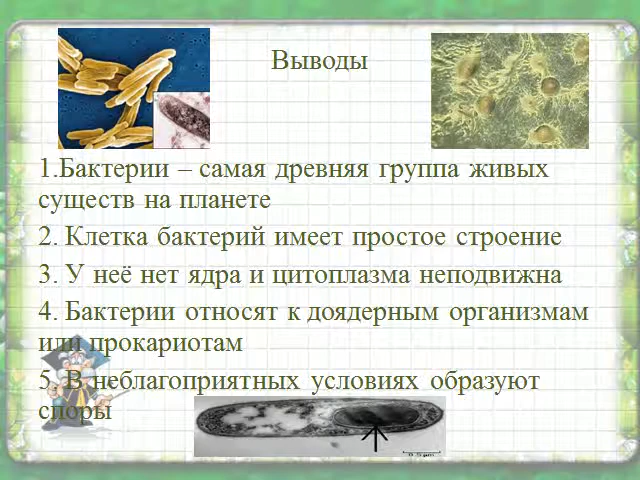 Выводы
1.Бактерии – самая древняя группа живых
существ на планете
2. Клетка бактерий имеет простое строение
3. У неё нет ядра и цитоплазма неподвижна
4. Бактерии относят к доядерным организмам
или прокариотам
5. В неблагоприятных условиях образуют
споры